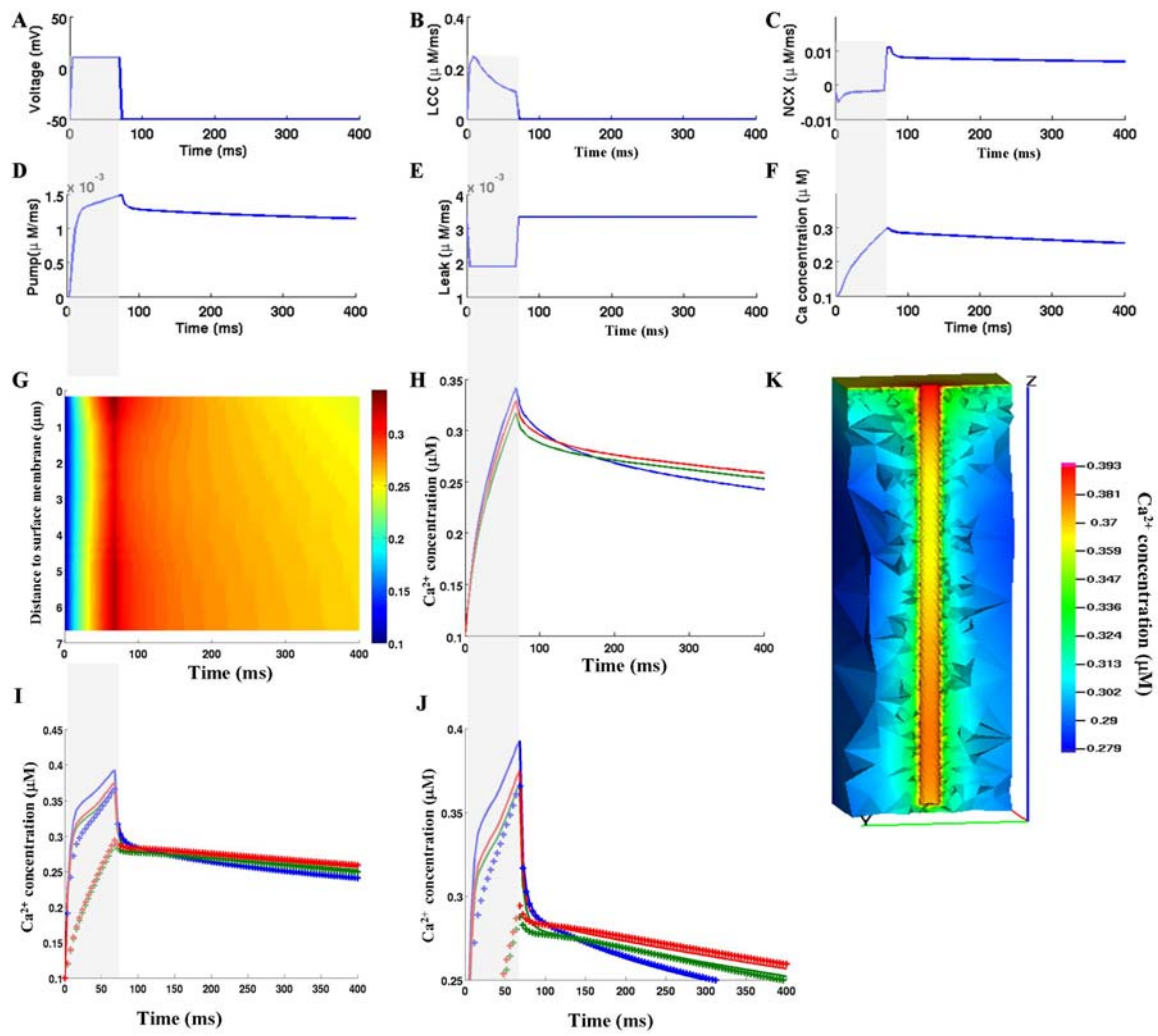 A
50
0
-50
Voltage (mV)
0 100 200 300 400
Time (ms)
B
0.4
0.2
0
LCC (μ M/ms)
0 100 200 300 400
Time (ms)
C
0.01
0
-0.01
NCX (μ M/ms)
0 100 200 300 400
Time (ms)
D
x 10⁻³
1.5
1
0.5
0
Pump(μ M/ms)
0 100 200 300 400
Time (ms)
E
x 10⁻³
4
3
2
1
Leak (μ M/ms)
0 100 200 300 400
Time (ms)
F
0.3
0.2
0.1
Ca concentration (μ M)
0 100 200 300 400
Time (ms)
G
0
1
2
3
4
5
6
7
Distance to surface membrane (μm)
0 100 200 300 400
Time (ms)
0.3
0.25
0.2
0.15
0.1
H
0.35
0.3
0.25
0.2
0.15
0.1
Ca²⁺ concentration (μM)
0 100 200 300 400
Time (ms)
K
Z
Y
0.393
0.381
0.37
0.359
0.347
0.336
0.324
0.313
0.302
0.29
0.279
Ca²⁺ concentration (μM)
I
0.45
0.4
0.35
0.3
0.25
0.2
0.15
0.1
Ca²⁺ concentration (μM)
0 50 100 150 200 250 300 350 400
Time (ms)
J
0.4
0.35
0.3
0.25
Ca²⁺ concentration (μM)
0 50 100 150 200 250 300 350 400
Time (ms)